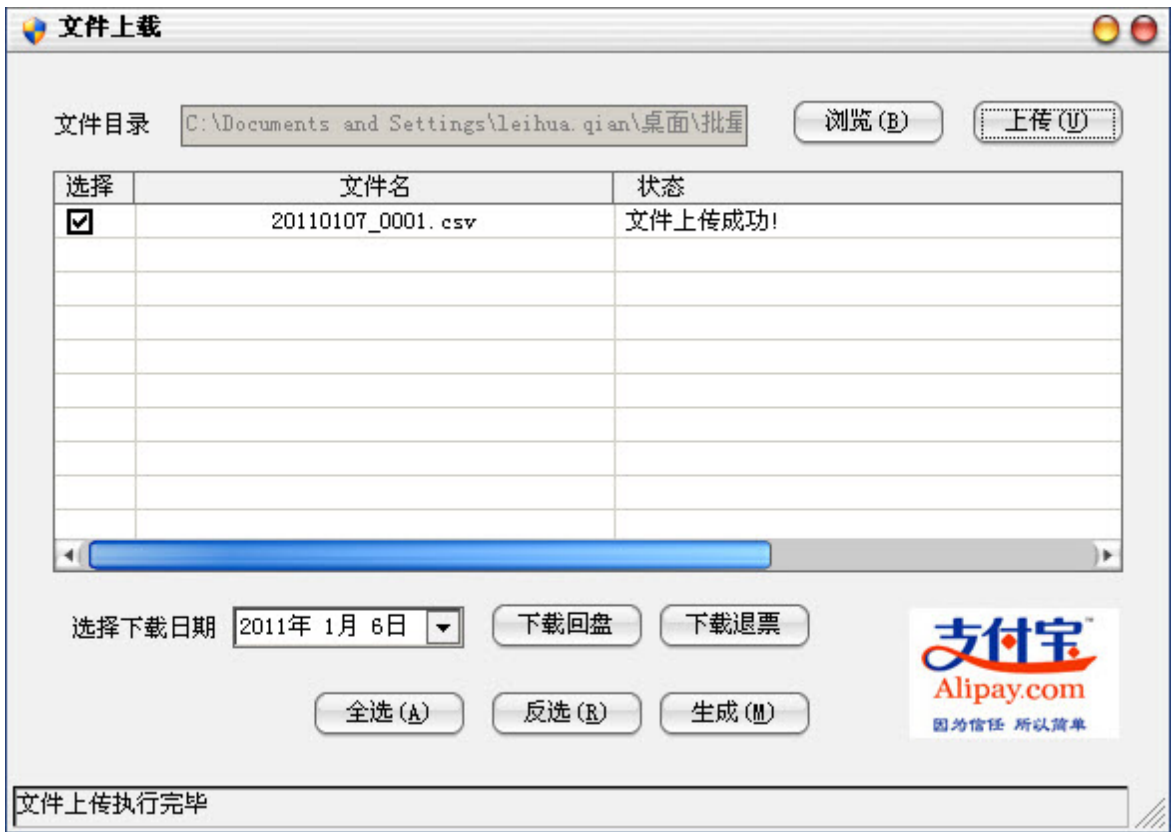 文件上载
文件目录 C:\Documents and Settings\leihua.qian\桌面\批量 浏览(B) 上传(U)
选择 文件名 状态
20110107_0001.csv 文件上传成功!
选择下载日期 2011年 1月 6日 下载回盘 下载退票
支付宝
Alipay.com
因为信任 所以简单
全选(A) 反选(R) 生成(M)
文件上传执行完毕